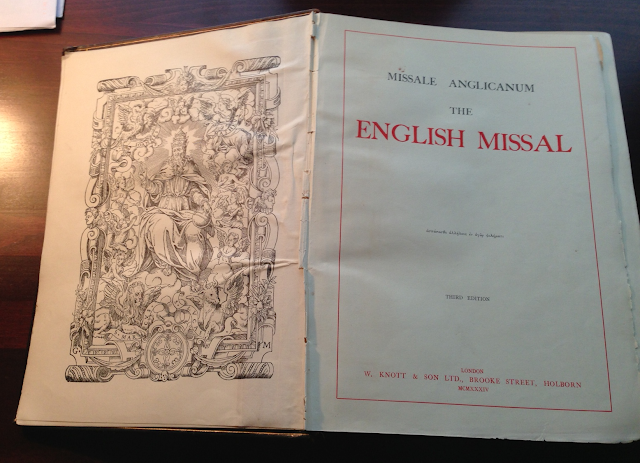 MISSALE ANGLICANUM
THE
ENGLISH MISSAL
THIRD EDITION
LONDON
W. KNOTT & SON LTD., BROOKE STREET, HOLBORN
MCMXXXIV